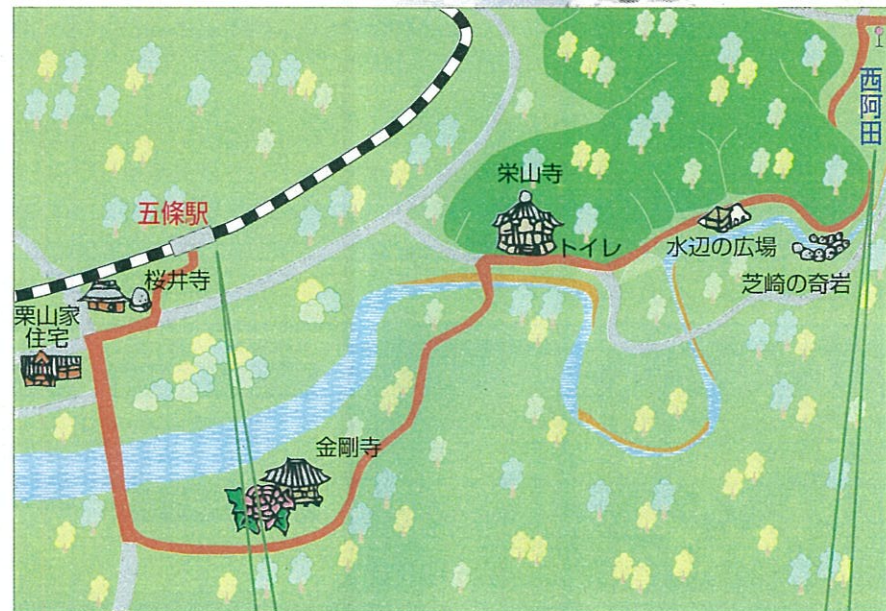 西阿田
栄山寺
トイレ
水辺の広場
芝崎の奇岩
五條駅
桜井寺
栗山家
住宅
金剛寺